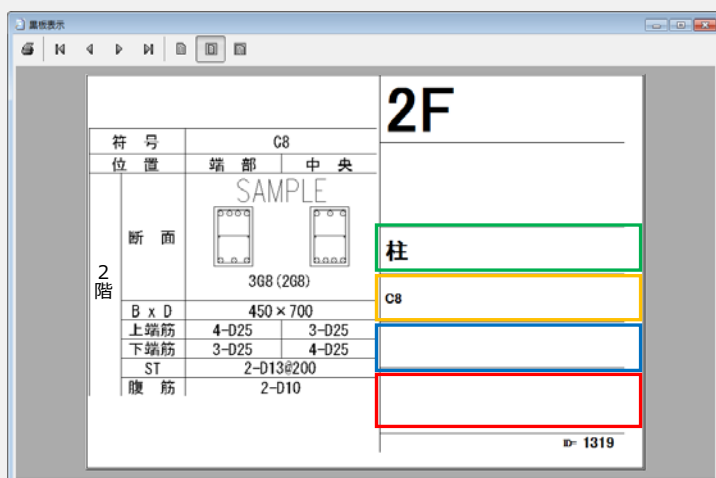 黒板表示
2F
符 号 C8
位 置 端 部 中 央
SAMPLE
断 面
3G8(2G8)
2階
B x D 450×700
上端筋 4-D25 3-D25
下端筋 3-D25 4-D25
ST 2-D13@200
腹 筋 2-D10
柱
C8
ID= 1319